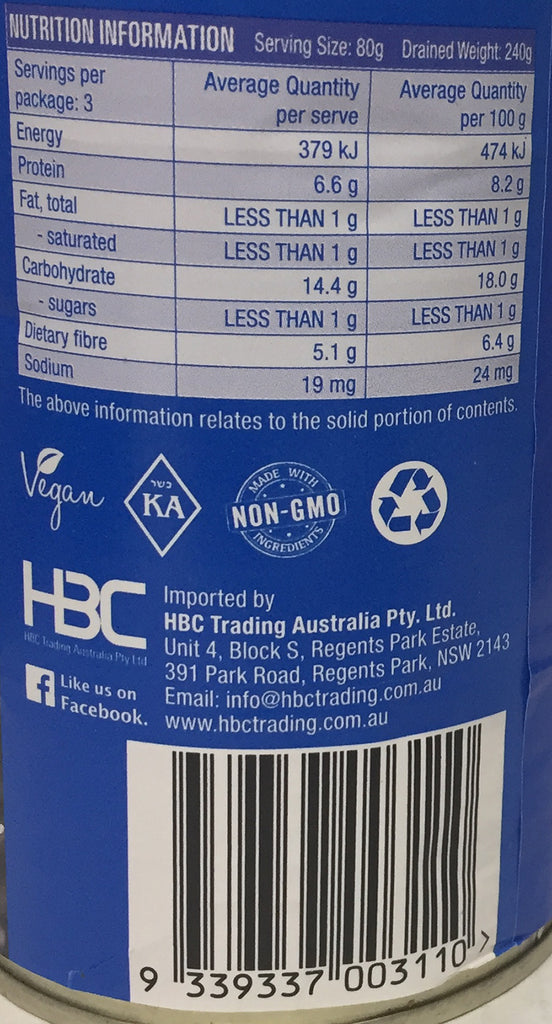 NUTRITION INFORMATION Serving Size: 80g Drained Weight: 240g
Servings per package: 3 Average Quantity per serve Average Quantity per 100 g
Energy 379 kJ 474 kJ
Protein 6.6 g 8.2 g
Fat, total LESS THAN 1 g LESS THAN 1 g
- saturated LESS THAN 1 g LESS THAN 1 g
Carbohydrate 14.4 g 18.0 g
- sugars LESS THAN 1 g LESS THAN 1 g
Dietary fibre 5.1 g 6.4 g
Sodium 19 mg 24 mg
The above information relates to the solid portion of contents.
Vegan
כשר
KA
MADE WITH
NON-GMO
INGREDIENTS
HBC
HBC Trading Australia Pty Ltd
Imported by
HBC Trading Australia Pty. Ltd.
Unit 4, Block S, Regents Park Estate,
391 Park Road, Regents Park, NSW 2143
Email: info@hbctrading.com.au
www.hbctrading.com.au
f
Like us on
Facebook.
9 339337 003110 >